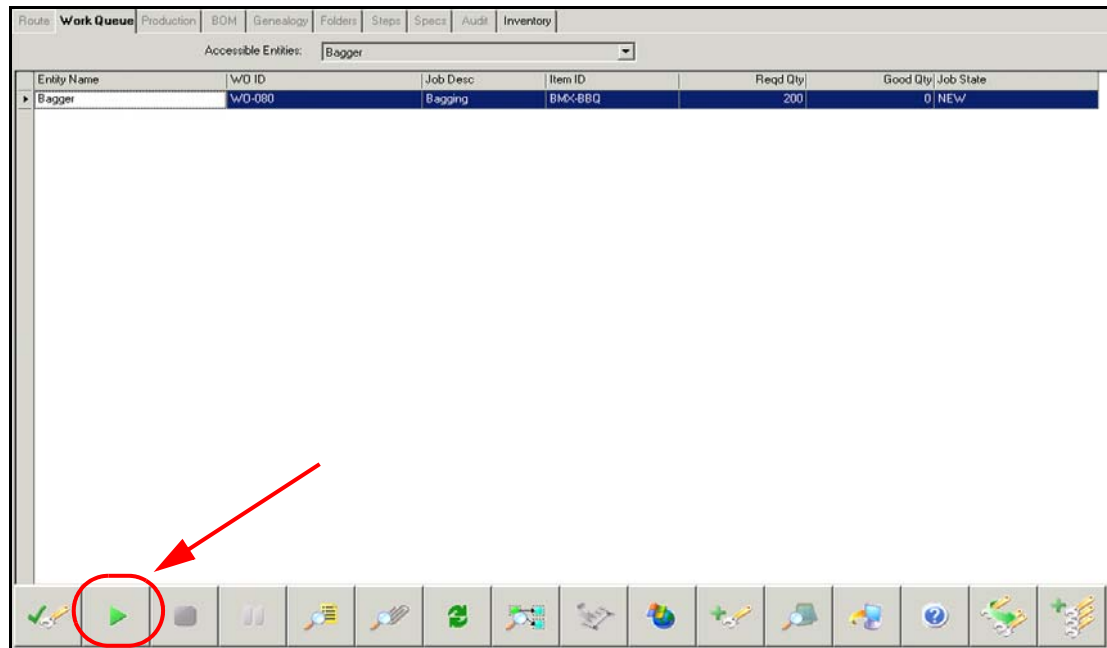 Route Work Queue Production BOM Genealogy Folders Steps Specs Audit Inventory
Accessible Entities: Bagger
Entity Name WO ID Job Desc Item ID Reqd Qty Good Qty Job State
Bagger WO-080 Bagging BMX-BBQ 200 0 NEW